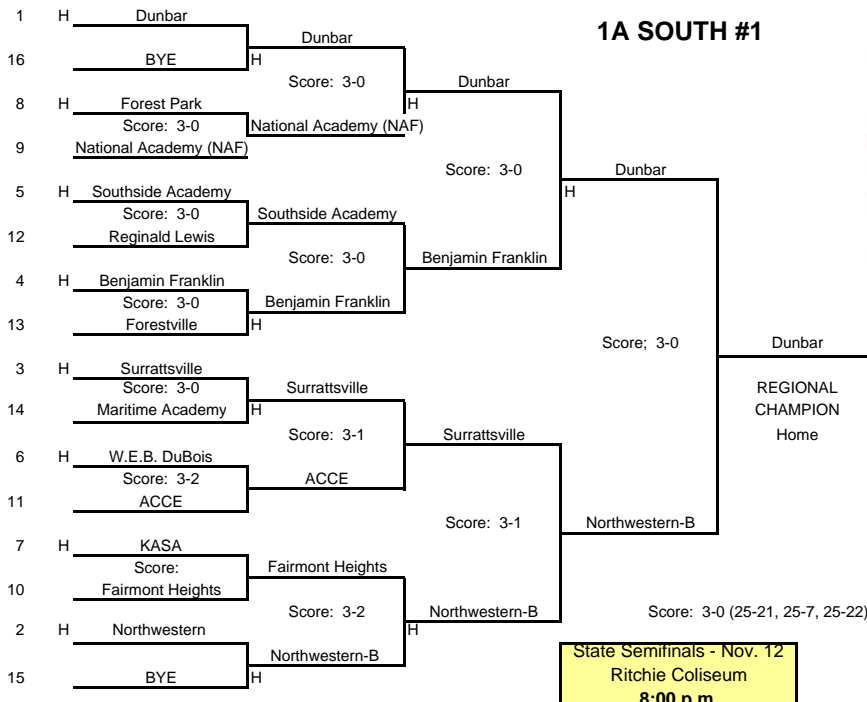 1A SOUTH #1
1 H Dunbar
16 BYE
8 H Forest Park
Score: 3-0
9 National Academy (NAF)
5 H Southside Academy
Score: 3-0
12 Reginald Lewis
4 H Benjamin Franklin
Score: 3-0
13 Forestville
3 H Surrattsville
Score: 3-0
14 Maritime Academy
6 H W.E.B. DuBois
Score: 3-2
11 ACCE
7 H KASA
Score:
10 Fairmont Heights
2 H Northwestern
15 BYE
Dunbar
H
Score: 3-0
National Academy (NAF)
Southside Academy
Score: 3-0
Benjamin Franklin
H
Surrattsville
H
Score: 3-1
ACCE
Fairmont Heights
Score: 3-2
Northwestern-B
H
Dunbar
H
Score: 3-0
Benjamin Franklin
Surrattsville
Score: 3-1
Northwestern-B
H
Dunbar
H
Score; 3-0
Northwestern-B
Dunbar
REGIONAL
CHAMPION
Home
Score: 3-0 (25-21, 25-7, 25-22)
State Semifinals - Nov. 12
Ritchie Coliseum
8:00 p.m.